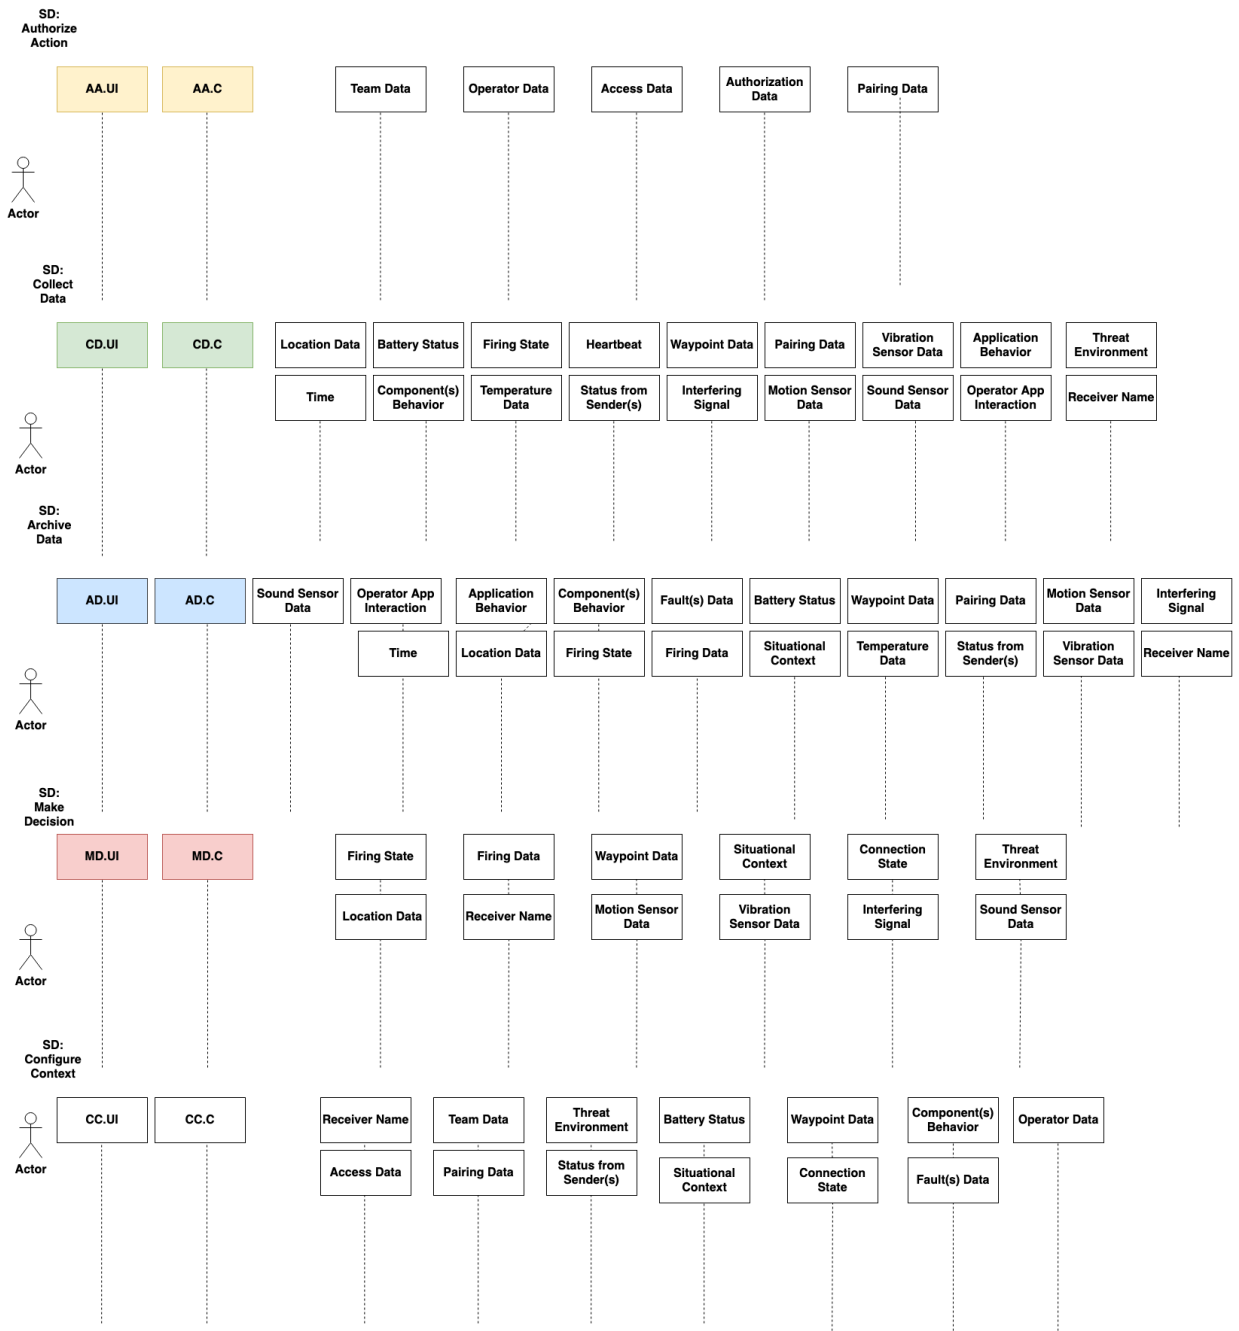 SD:
Authorize
Action
AA.UI
AA.C
Team Data
Operator Data
Access Data
Authorization
Data
Pairing Data
Actor
SD:
Collect
Data
CD.UI
CD.C
Location Data
Battery Status
Firing State
Heartbeat
Waypoint Data
Pairing Data
Vibration
Sensor Data
Application
Behavior
Threat
Environment
Time
Component(s)
Behavior
Temperature
Data
Status from
Sender(s)
Interfering
Signal
Motion Sensor
Data
Sound Sensor
Data
Operator App
Interaction
Receiver Name
Actor
SD:
Archive
Data
AD.UI
AD.C
Sound Sensor
Data
Operator App
Interaction
Application
Behavior
Component(s)
Behavior
Fault(s) Data
Battery Status
Waypoint Data
Pairing Data
Motion Sensor
Data
Interfering
Signal
Time
Location Data
Firing State
Firing Data
Situational
Context
Temperature
Data
Status from
Sender(s)
Vibration
Sensor Data
Receiver Name
Actor
SD:
Make
Decision
MD.UI
MD.C
Firing State
Firing Data
Waypoint Data
Situational
Context
Connection
State
Threat
Environment
Location Data
Receiver Name
Motion Sensor
Data
Vibration
Sensor Data
Interfering
Signal
Sound Sensor
Data
Actor
SD:
Configure
Context
CC.UI
CC.C
Receiver Name
Team Data
Threat
Environment
Battery Status
Waypoint Data
Component(s)
Behavior
Operator Data
Actor
Access Data
Pairing Data
Status from
Sender(s)
Situational
Context
Connection
State
Fault(s) Data